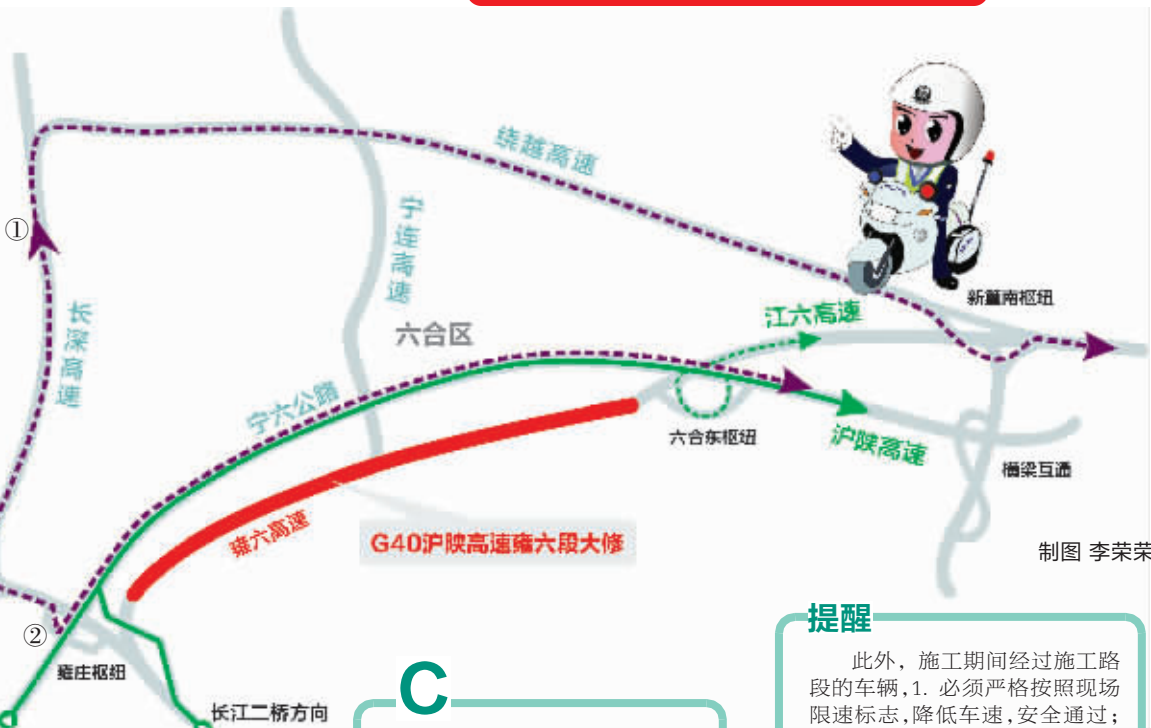 绕越高速
①
宁连高速
长深高速
新篁南枢纽
江六高速
六合区
宁六公路
六合东枢纽
沪陕高速
横梁互通
雍六高速
G40沪陕高速雍六段大修
制图 李荣荣
②
雍庄枢纽
长江二桥方向
C
提醒
此外，施工期间经过施工路
段的车辆,1. 必须严格按照现场
限速标志,降低车速,安全通过；